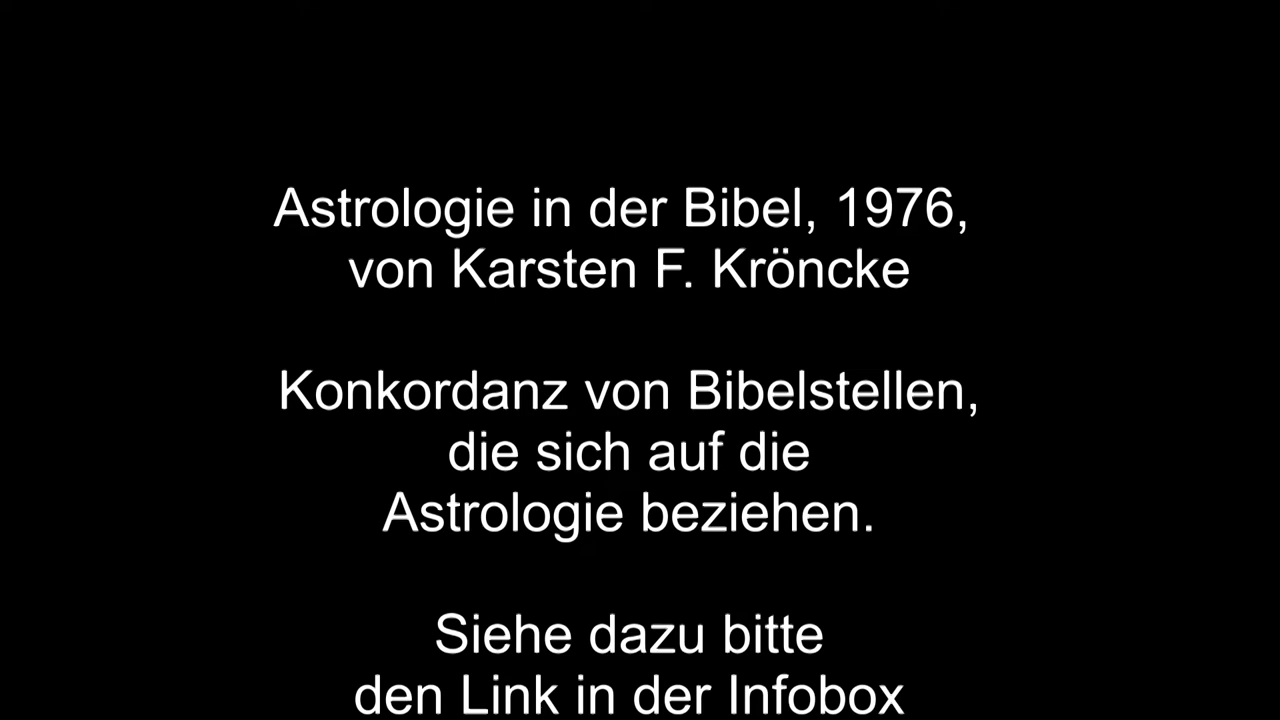 Astrologie in der Bibel, 1976,
von Karsten F. Kröncke
Konkordanz von Bibelstellen,
die sich auf die
Astrologie beziehen.
Siehe dazu bitte
den Link in der Infobox